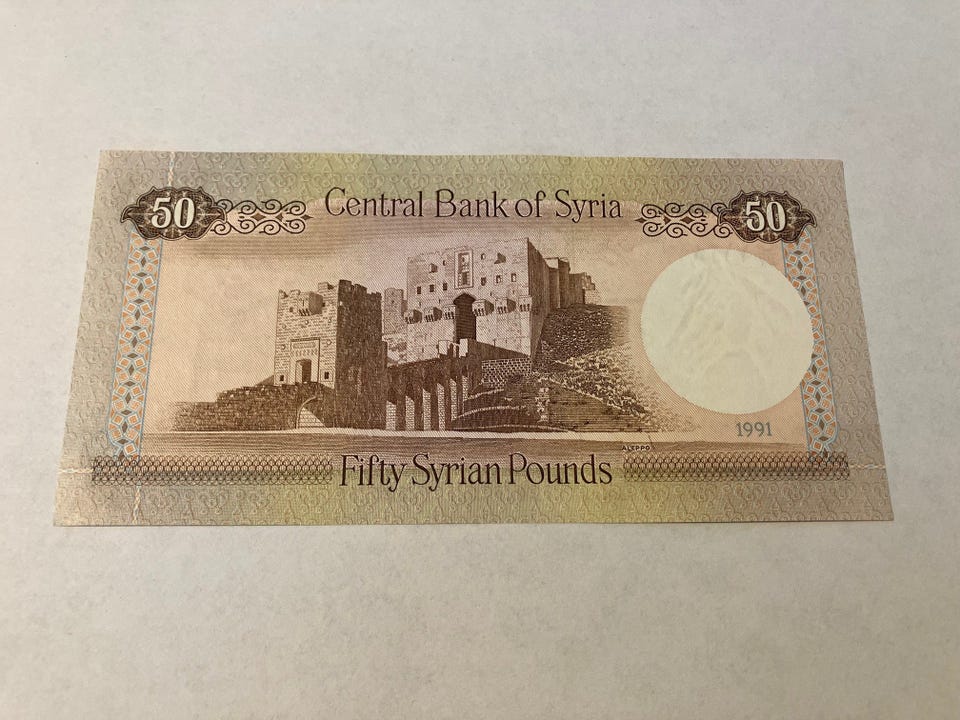 50
Central Bank of Syria
50
1991
ALEPPO
Fifty Syrian Pounds